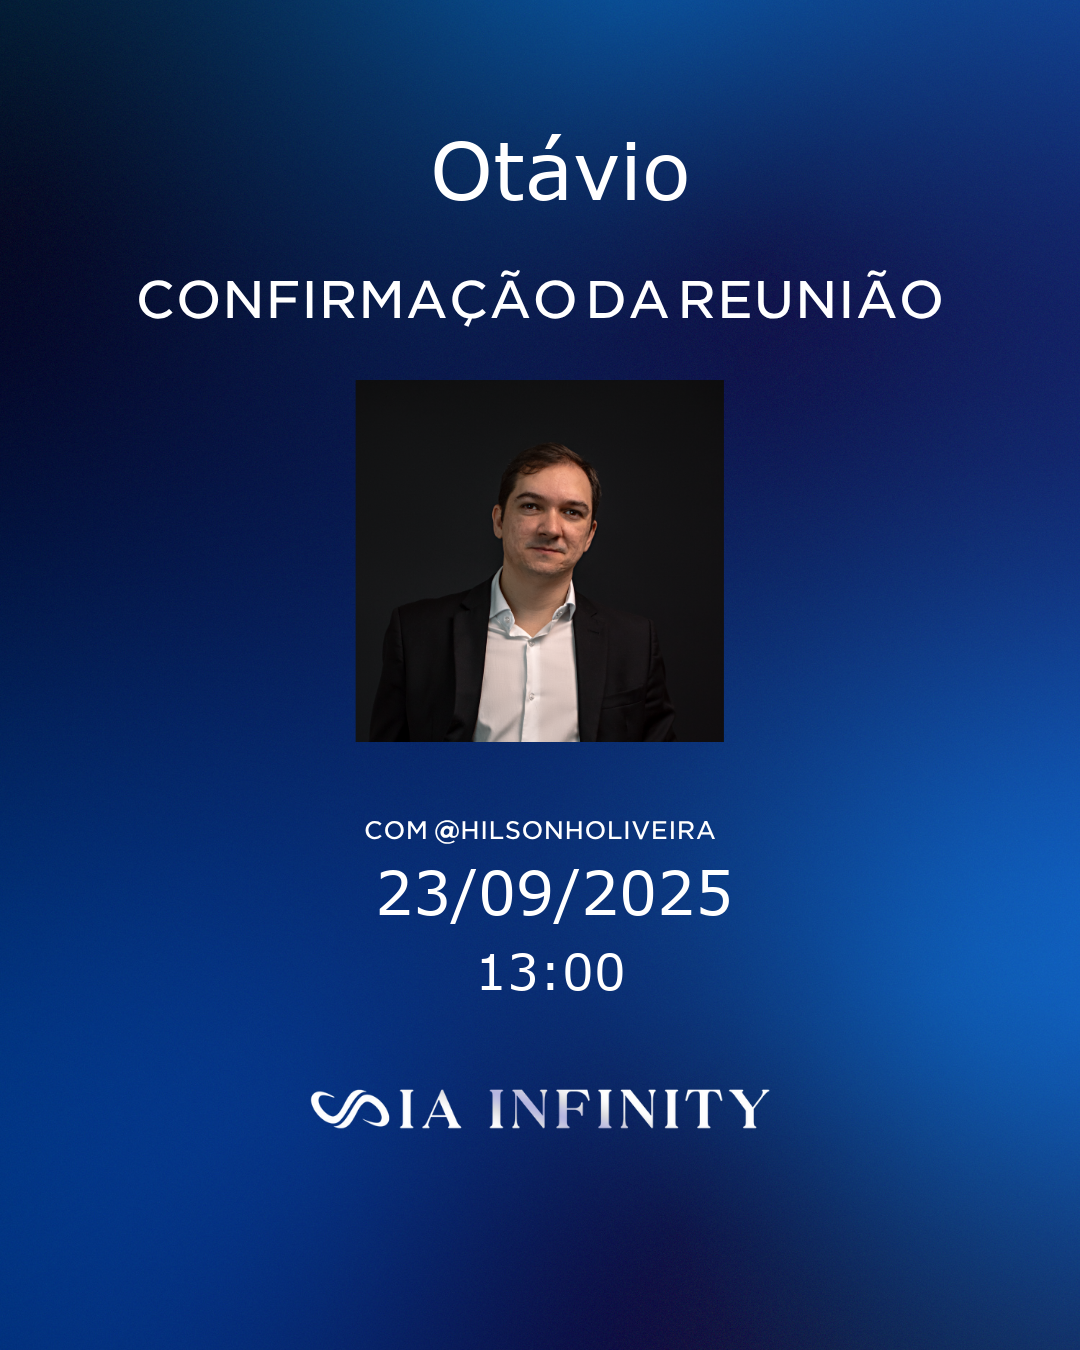 Otávio
CONFIRMAÇÃO DA REUNIÃO
COM @HILSONHOLIVEIRA
23/09/2025
13:00
IA INFINITY